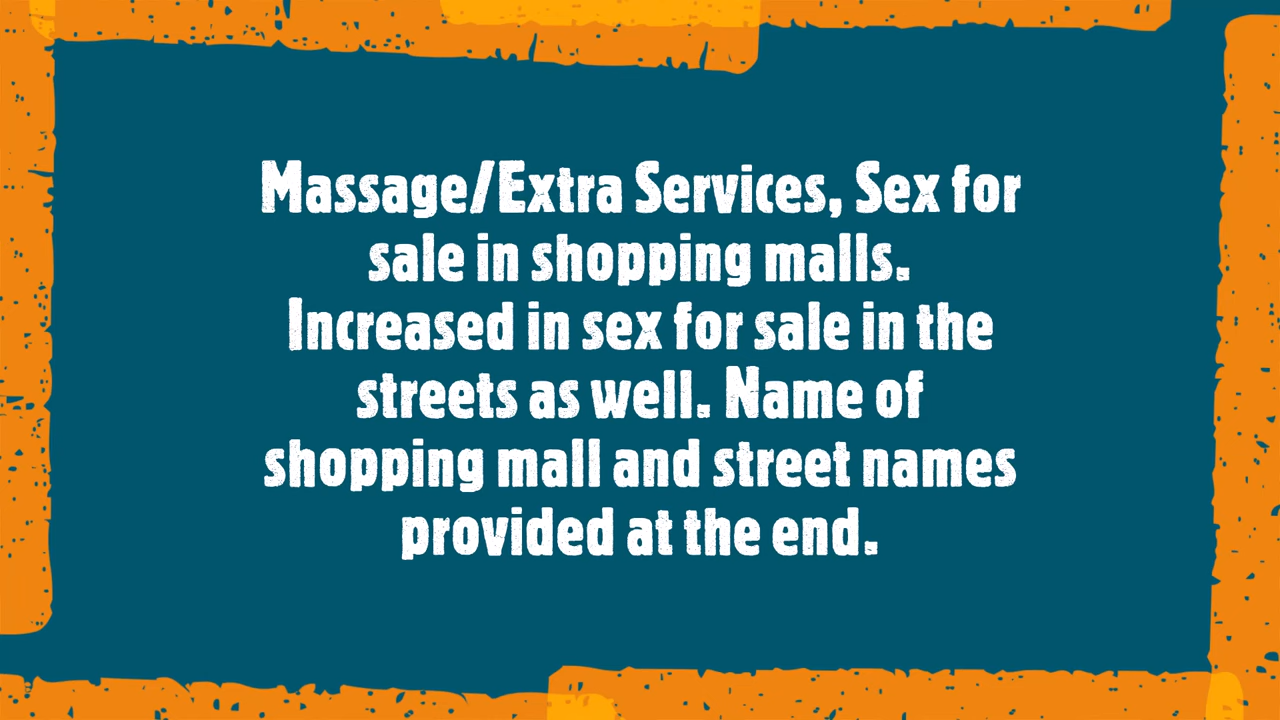 Massage/Extra Services, Sex for
sale in shopping malls.
Increased in sex for sale in the
streets as well. Name of
shopping mall and street names
provided at the end.